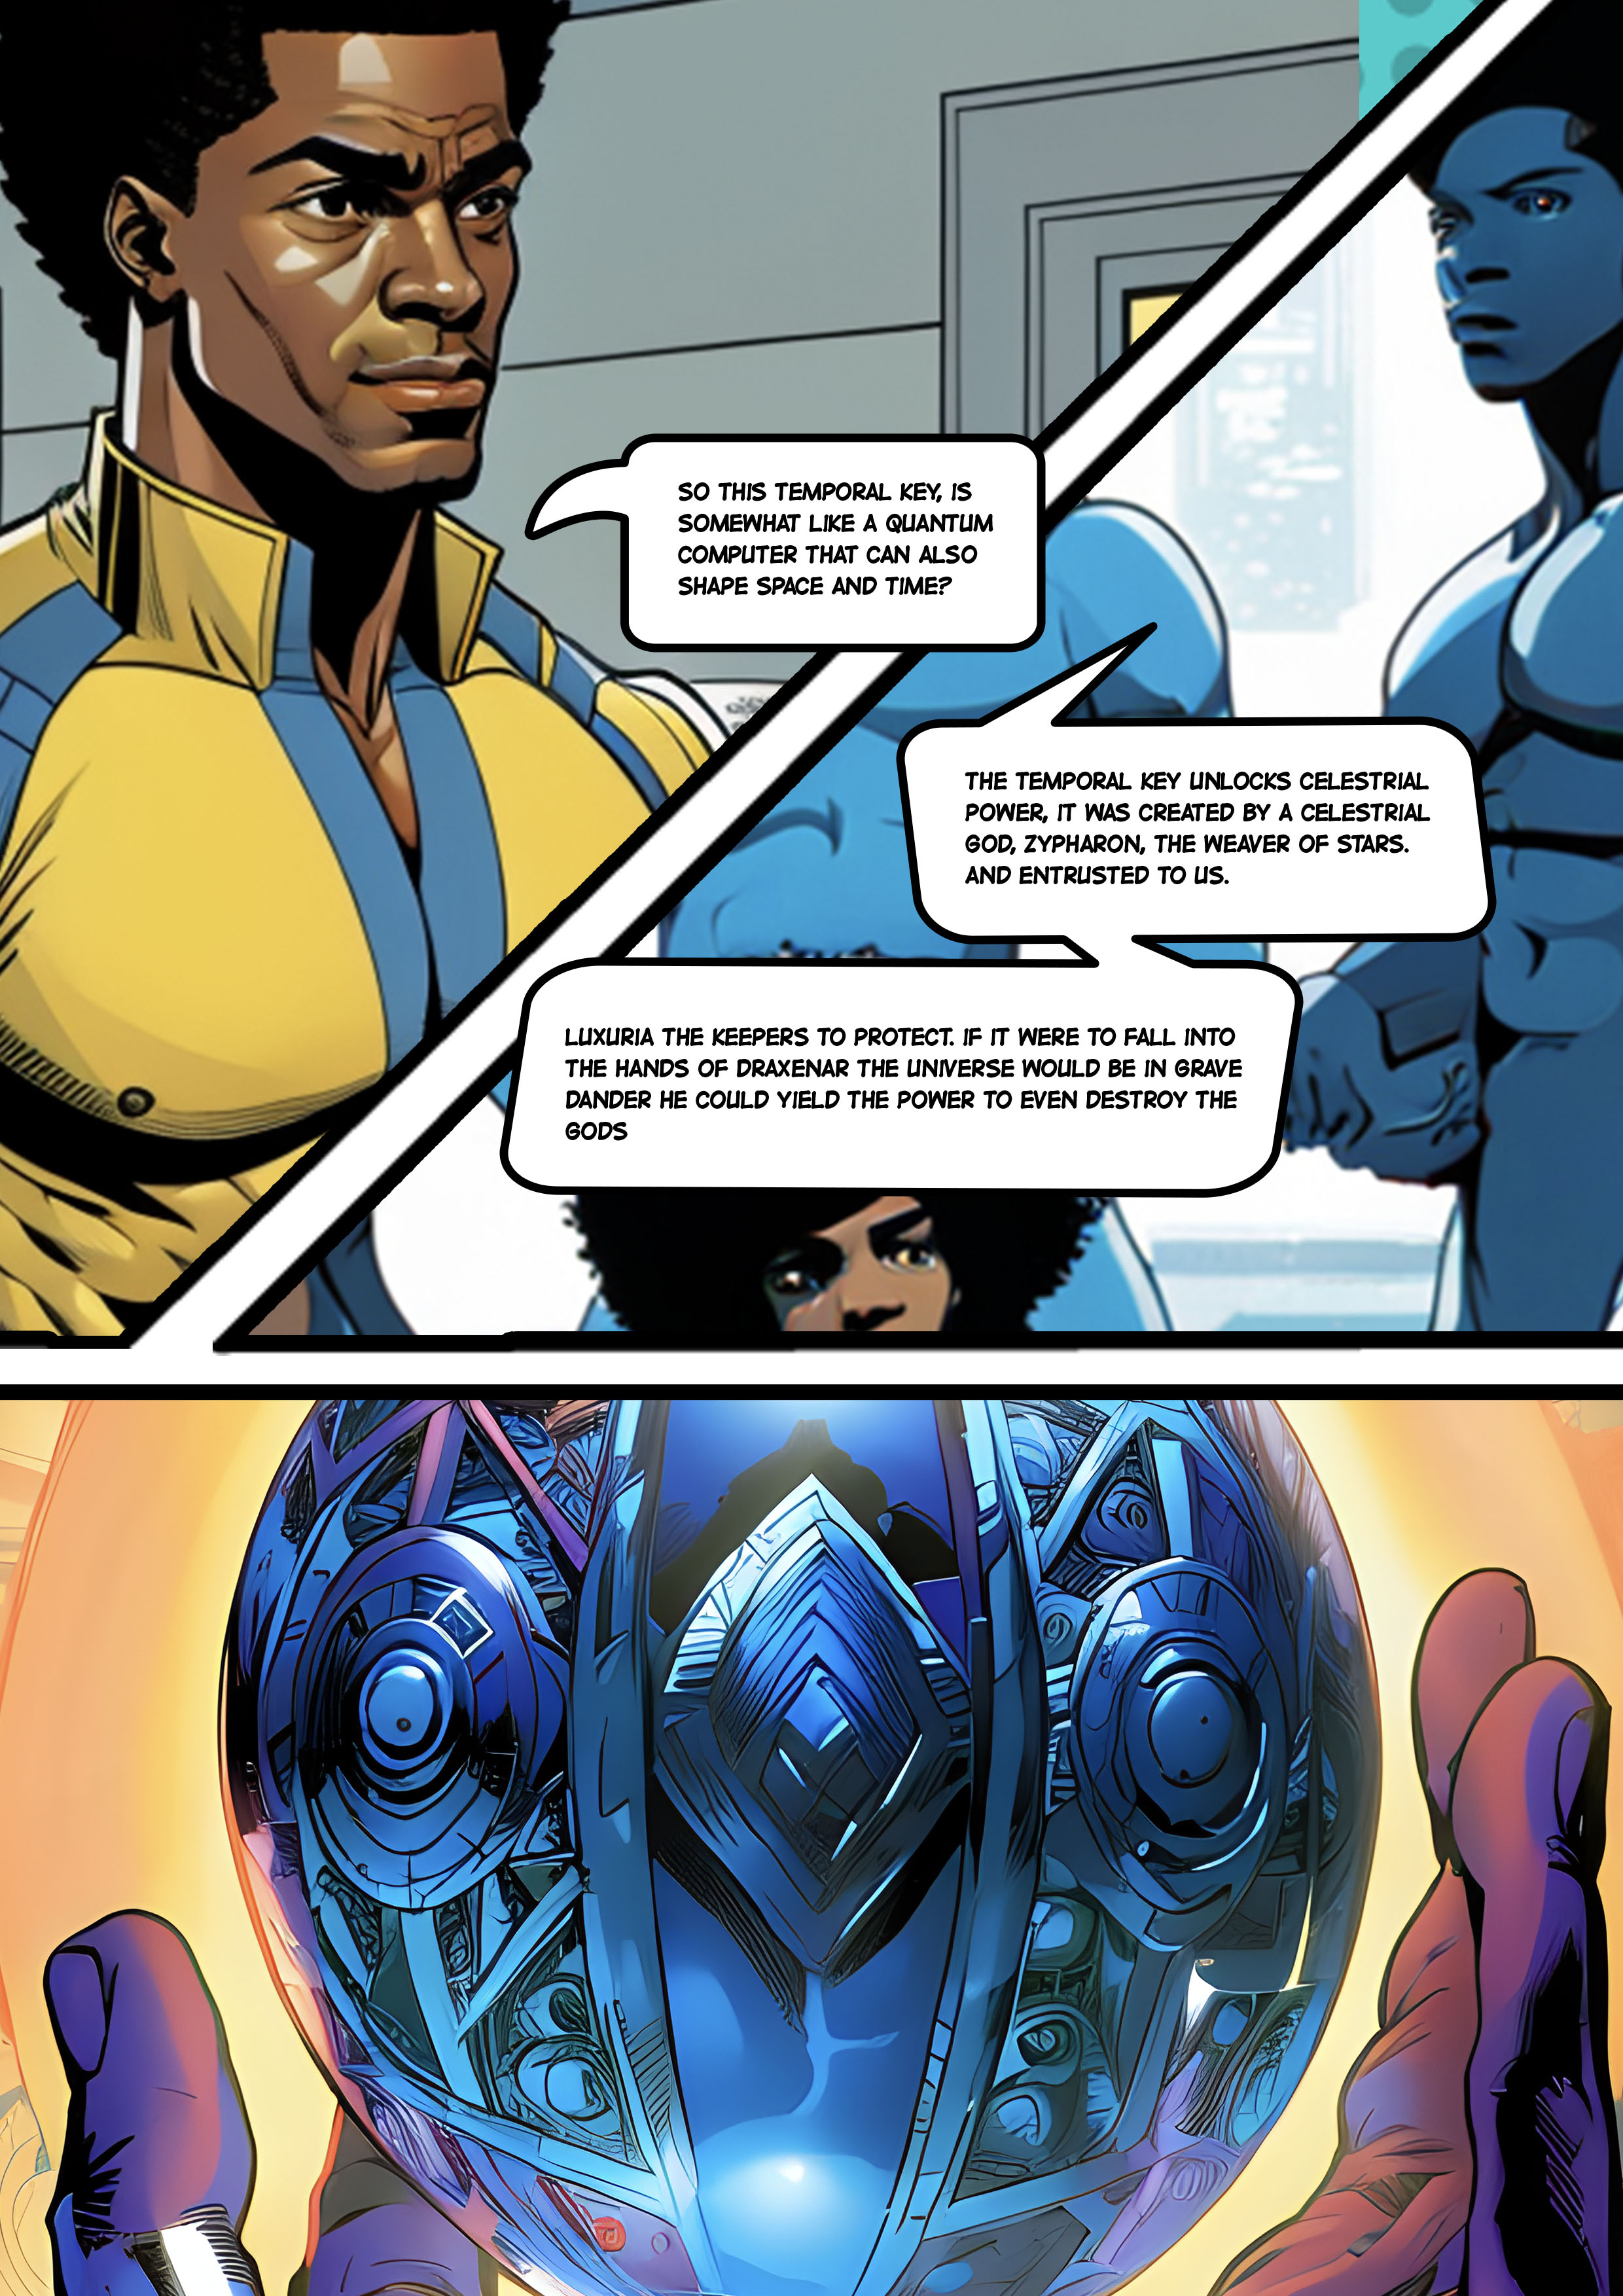 SO THIS TEMPORAL KEY, IS
SOMEWHAT LIKE A QUANTUM
COMPUTER THAT CAN ALSO
SHAPE SPACE AND TIME?
THE TEMPORAL KEY UNLOCKS CELESTRIAL
POWER, IT WAS CREATED BY A CELESTRIAL
GOD, ZYPHARON, THE WEAVER OF STARS.
AND ENTRUSTED TO US.
LUXURIA THE KEEPERS TO PROTECT. IF IT WERE TO FALL INTO
THE HANDS OF DRAXENAR THE UNIVERSE WOULD BE IN GRAVE
DANDER HE COULD YIELD THE POWER TO EVEN DESTROY THE
GODS